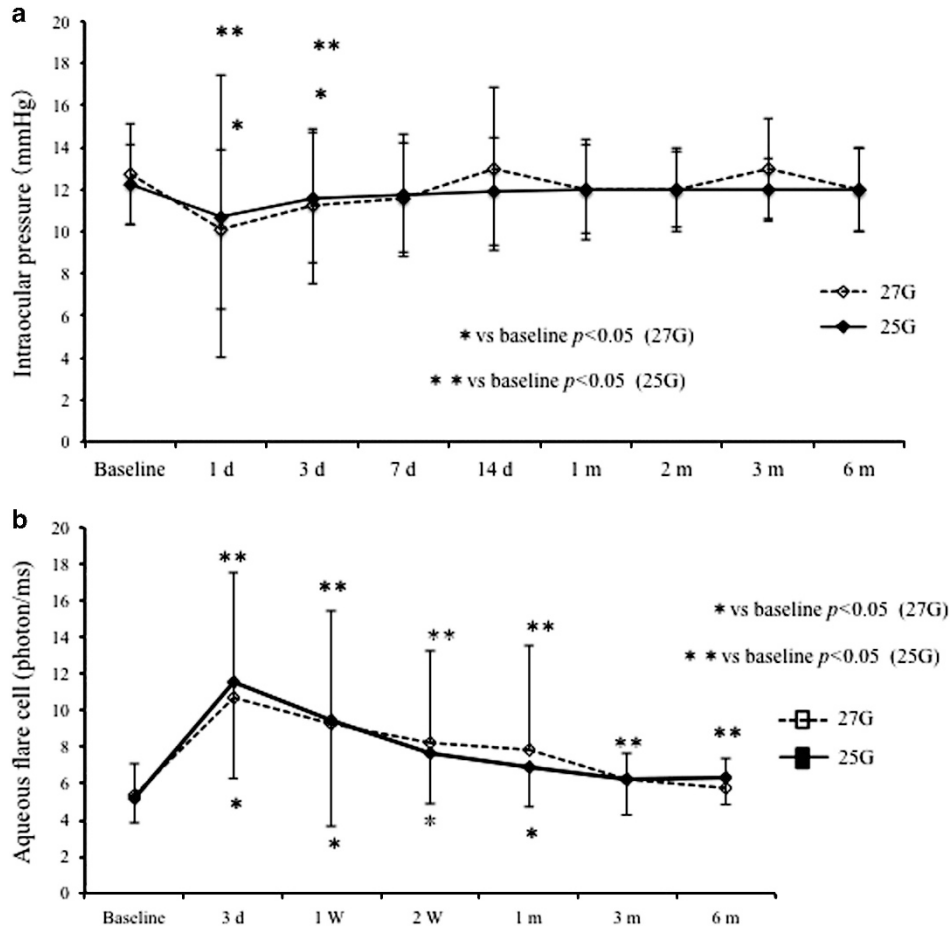 a
Intraocular pressure (mmHg)
20
18
16
14
12
10
8
6
4
2
0
**
**
*
*
27G
25G
* vs baseline p<0.05 (27G)
* * vs baseline p<0.05 (25G)
Baseline 1 d 3 d 7 d 14 d 1 m 2 m 3 m 6 m
b
Aqueous flare cell (photon/ms)
20
18
16
14
12
10
8
6
4
2
0
**
**
**
**
**
**
*
*
*
*
* vs baseline p<0.05 (27G)
* * vs baseline p<0.05 (25G)
27G
25G
Baseline 3 d 1 W 2 W 1 m 3 m 6 m